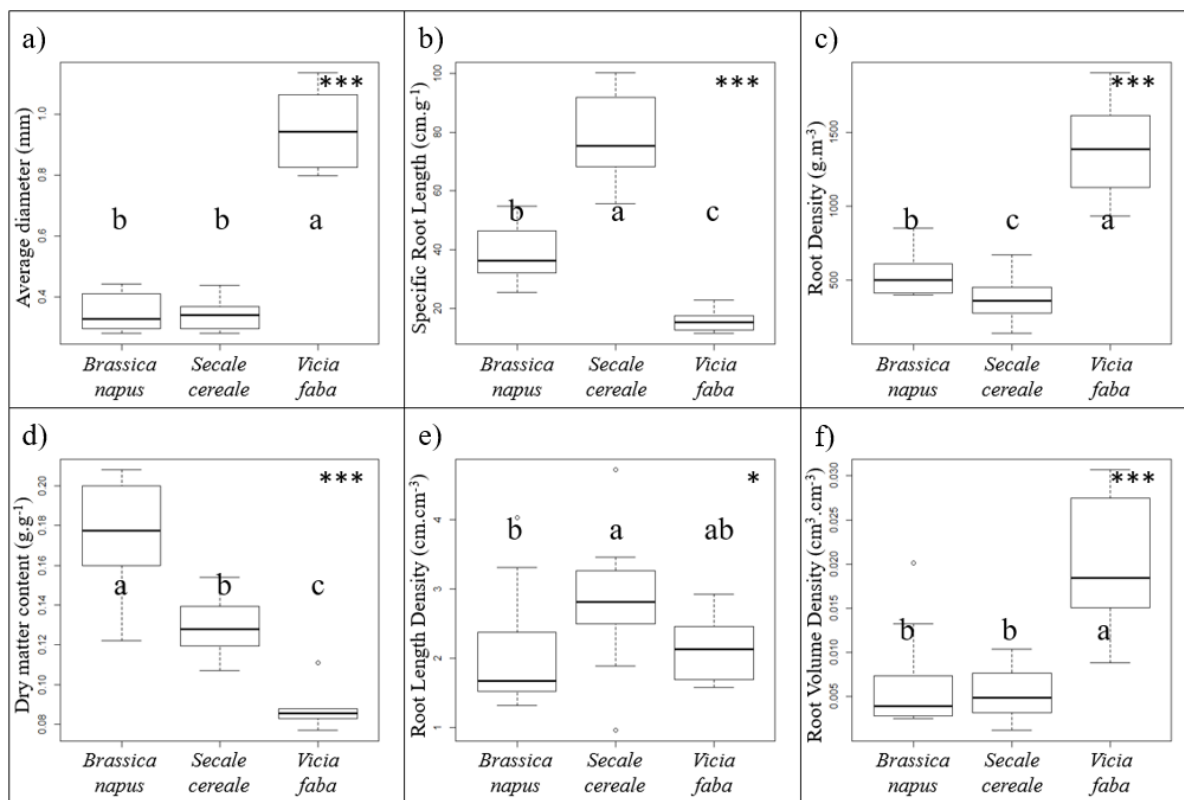 a)
Average diameter (mm)
1.0
0.8
0.6
0.4
***
b
b
a
Brassica
napus
Secale
cereale
Vicia
faba
b)
Specific Root Length (cm.g-1)
100
80
60
40
20
***
b
a
c
Brassica
napus
Secale
cereale
Vicia
faba
c)
Root Density (g.m-3)
1500
1000
500
***
b
c
a
Brassica
napus
Secale
cereale
Vicia
faba
d)
Dry matter content (g.g-1)
0.20
0.18
0.16
0.14
0.12
0.10
0.08
***
a
b
c
Brassica
napus
Secale
cereale
Vicia
faba
e)
Root Length Density (cm.cm-3)
4
3
2
1
*
b
a
ab
Brassica
napus
Secale
cereale
Vicia
faba
f)
Root Volume Density (cm3.cm-3)
0.030
0.025
0.020
0.015
0.010
0.005
***
b
b
a
Brassica
napus
Secale
cereale
Vicia
faba